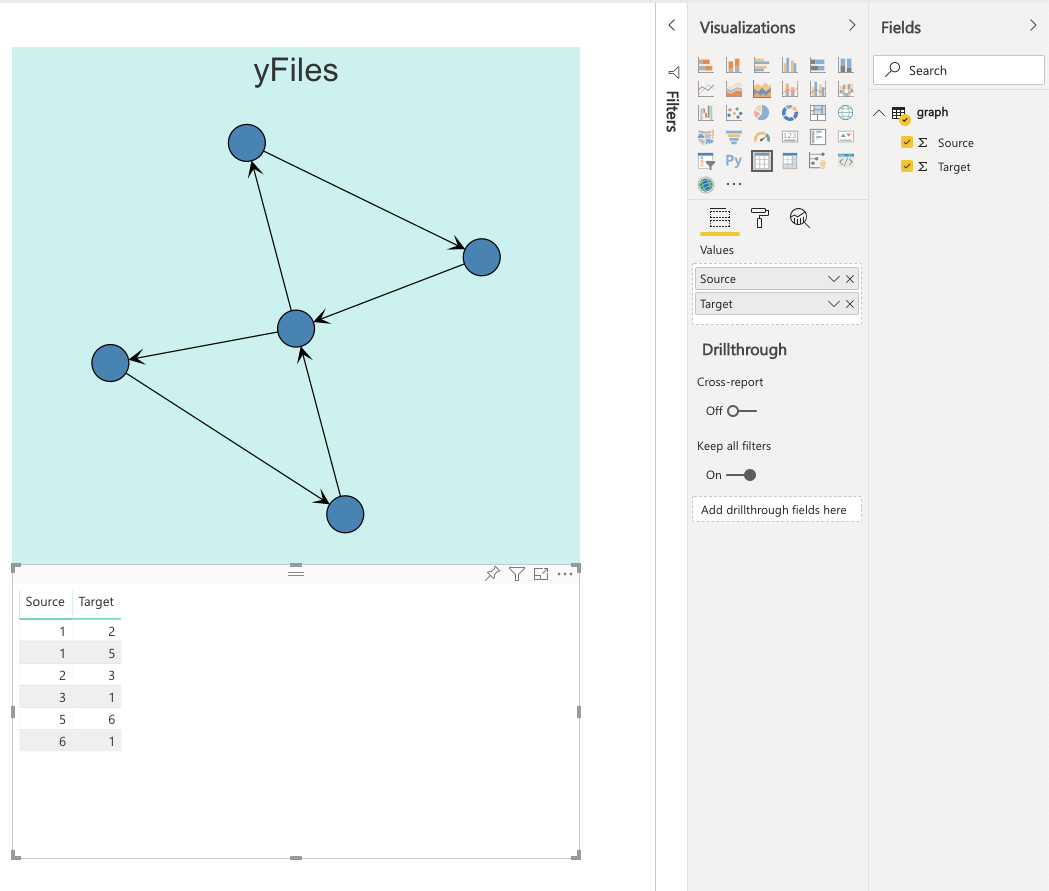 yFiles
Source Target
1 2
1 5
2 3
3 1
5 6
6 1
Filters
Visualizations
123
Py
Values
Source
Target
Drillthrough
Cross-report
Off
Keep all filters
On
Add drillthrough fields here
Fields
Search
graph
Σ Source
Σ Target